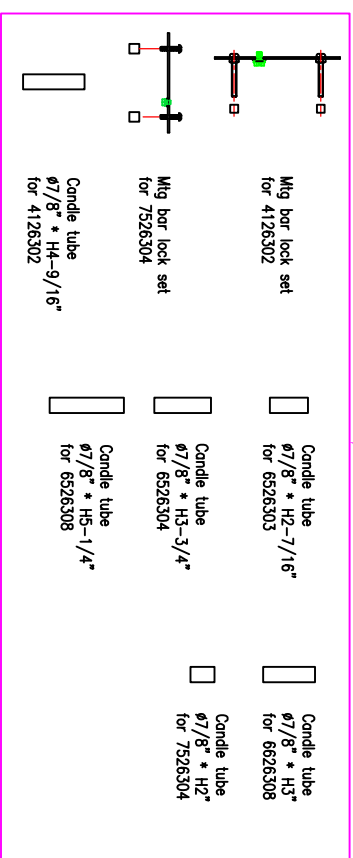 Mtg bar lock set
for 4126302
Candle tube
ø7/8" * H2-7/16"
for 6526303
Candle tube
ø7/8" * H3"
for 6626308
Mtg bar lock set
for 7526304
Candle tube
ø7/8" * H3-3/4"
for 6526304
Candle tube
ø7/8" * H2"
for 7526304
Candle tube
ø7/8" * H4-9/16"
for 4126302
Candle tube
ø7/8" * H5-1/4"
for 6526308